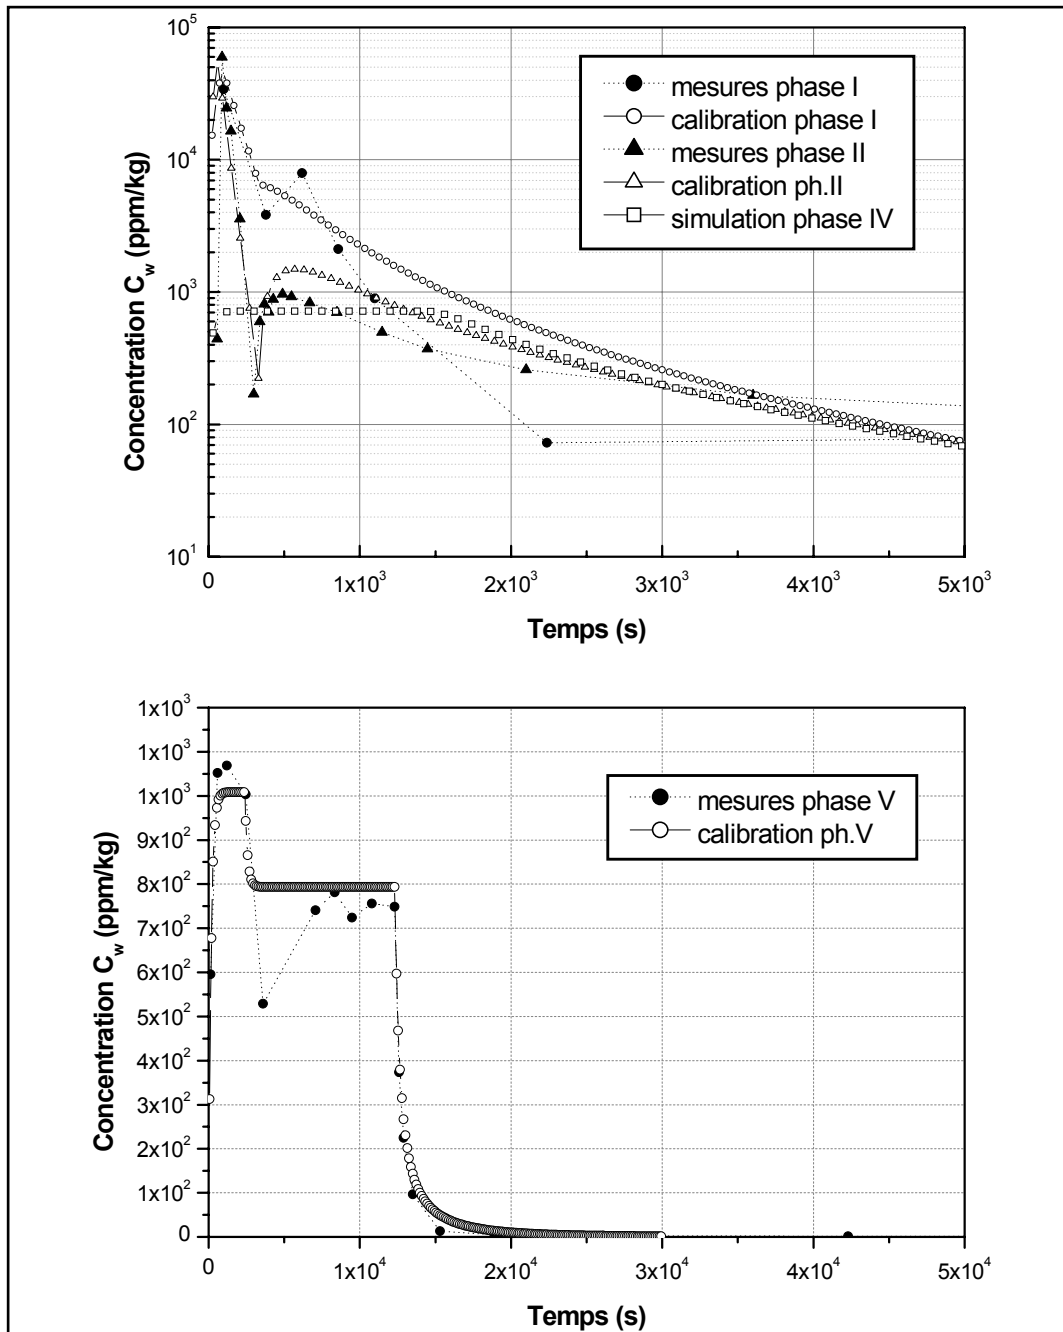 10^5
10^4
10^3
10^2
10^1
Concentration C_w (ppm/kg)
mesures phase I
calibration phase I
mesures phase II
calibration ph.II
simulation phase IV
0
1x10^3
2x10^3
3x10^3
4x10^3
5x10^3
Temps (s)
1x10^3
1x10^3
1x10^3
9x10^2
8x10^2
7x10^2
6x10^2
5x10^2
4x10^2
3x10^2
2x10^2
1x10^2
0
Concentration C_w (ppm/kg)
mesures phase V
calibration ph.V
0
1x10^4
2x10^4
3x10^4
4x10^4
5x10^4
Temps (s)